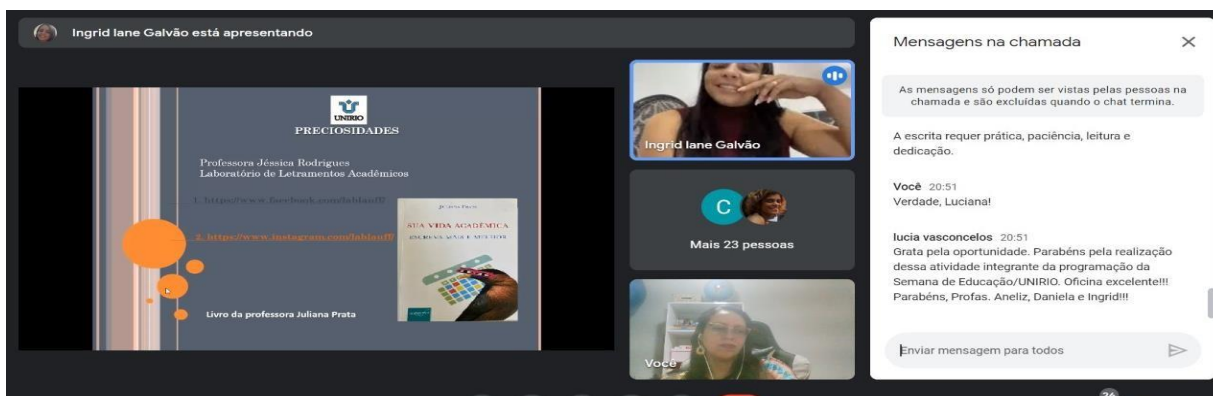 Ingrid Iane Galvão está apresentando
UNIRIO
PRECIOSIDADES
Professora Jéssica Rodrigues
Laboratório de Letramentos Acadêmicos
1. https://www.facebook.com/lablauff/
2. https://www.instagram.com/lablauff/
SUA VIDA ACADÊMICA
ESCREVA MAIS E MELHOR
Livro da professora Juliana Prata
Ingrid Iane Galvão
C
Mais 23 pessoas
Você
Mensagens na chamada
As mensagens só podem ser vistas pelas pessoas na
chamada e são excluídas quando o chat termina.
A escrita requer prática, paciência, leitura e
dedicação.
Você 20:51
Verdade, Luciana!
lucia vasconcelos 20:51
Grata pela oportunidade. Parabéns pela realização
dessa atividade integrante da programação da
Semana de Educação/UNIRIO. Oficina excelente!!!
Parabéns, Profas. Aneliz, Daniela e Ingrid!!!
Enviar mensagem para todos